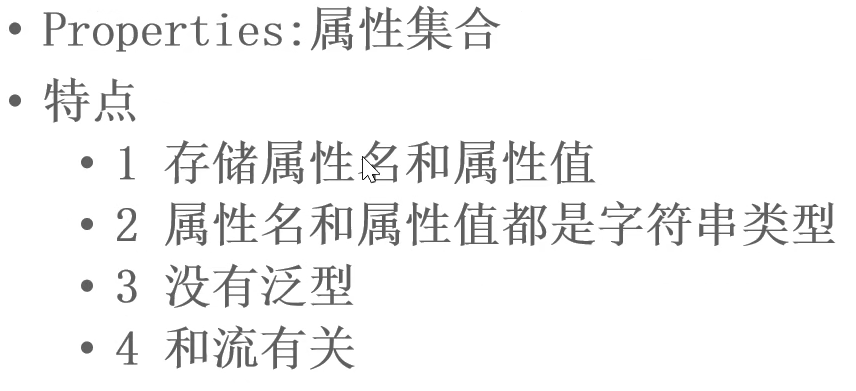 • Properties:属性集合
• 特点
• 1 存储属性名和属性值
• 2 属性名和属性值都是字符串类型
• 3 没有泛型
• 4 和流有关